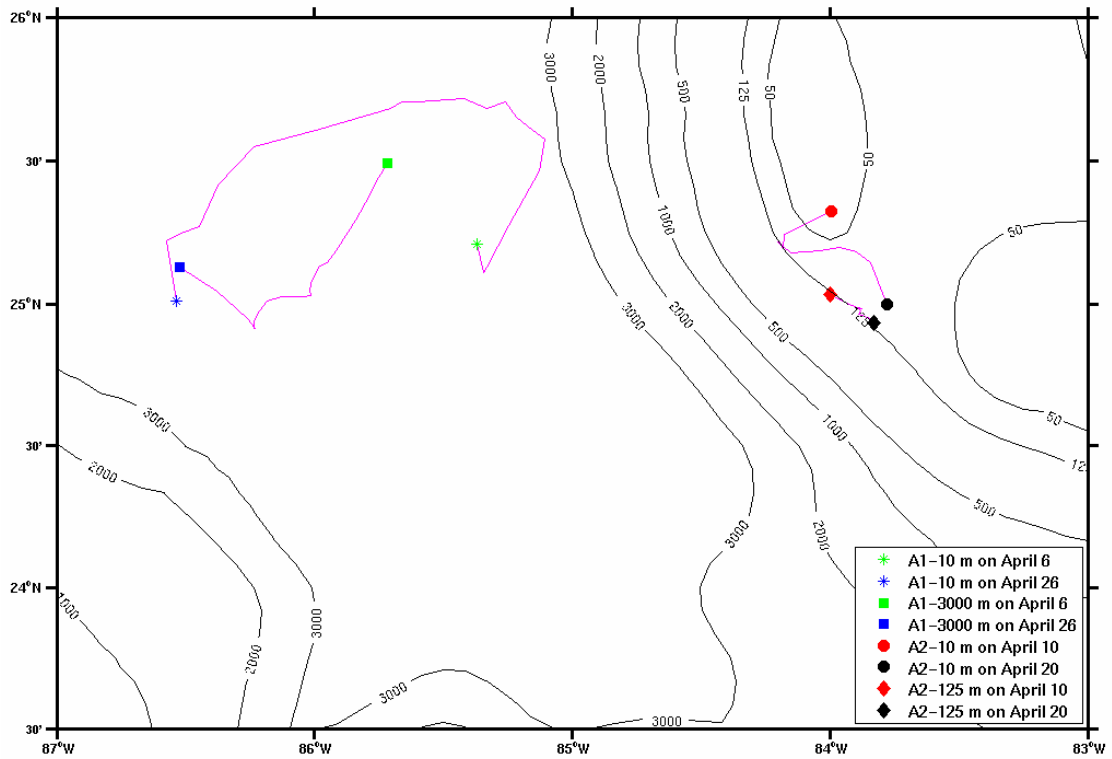 26°N
3000
2000
500
125
50
30'
50
1000
50
25°N
125
3000
2000
500
3000
50
30'
1000
125
2000
500
3000
2000
24°N
1000
3000
2000
3000
30'
3000
A1-10 m on April 6
A1-10 m on April 26
A1-3000 m on April 6
A1-3000 m on April 26
A2-10 m on April 10
A2-10 m on April 20
A2-125 m on April 10
A2-125 m on April 20
87°W
86°W
85°W
84°W
83°W